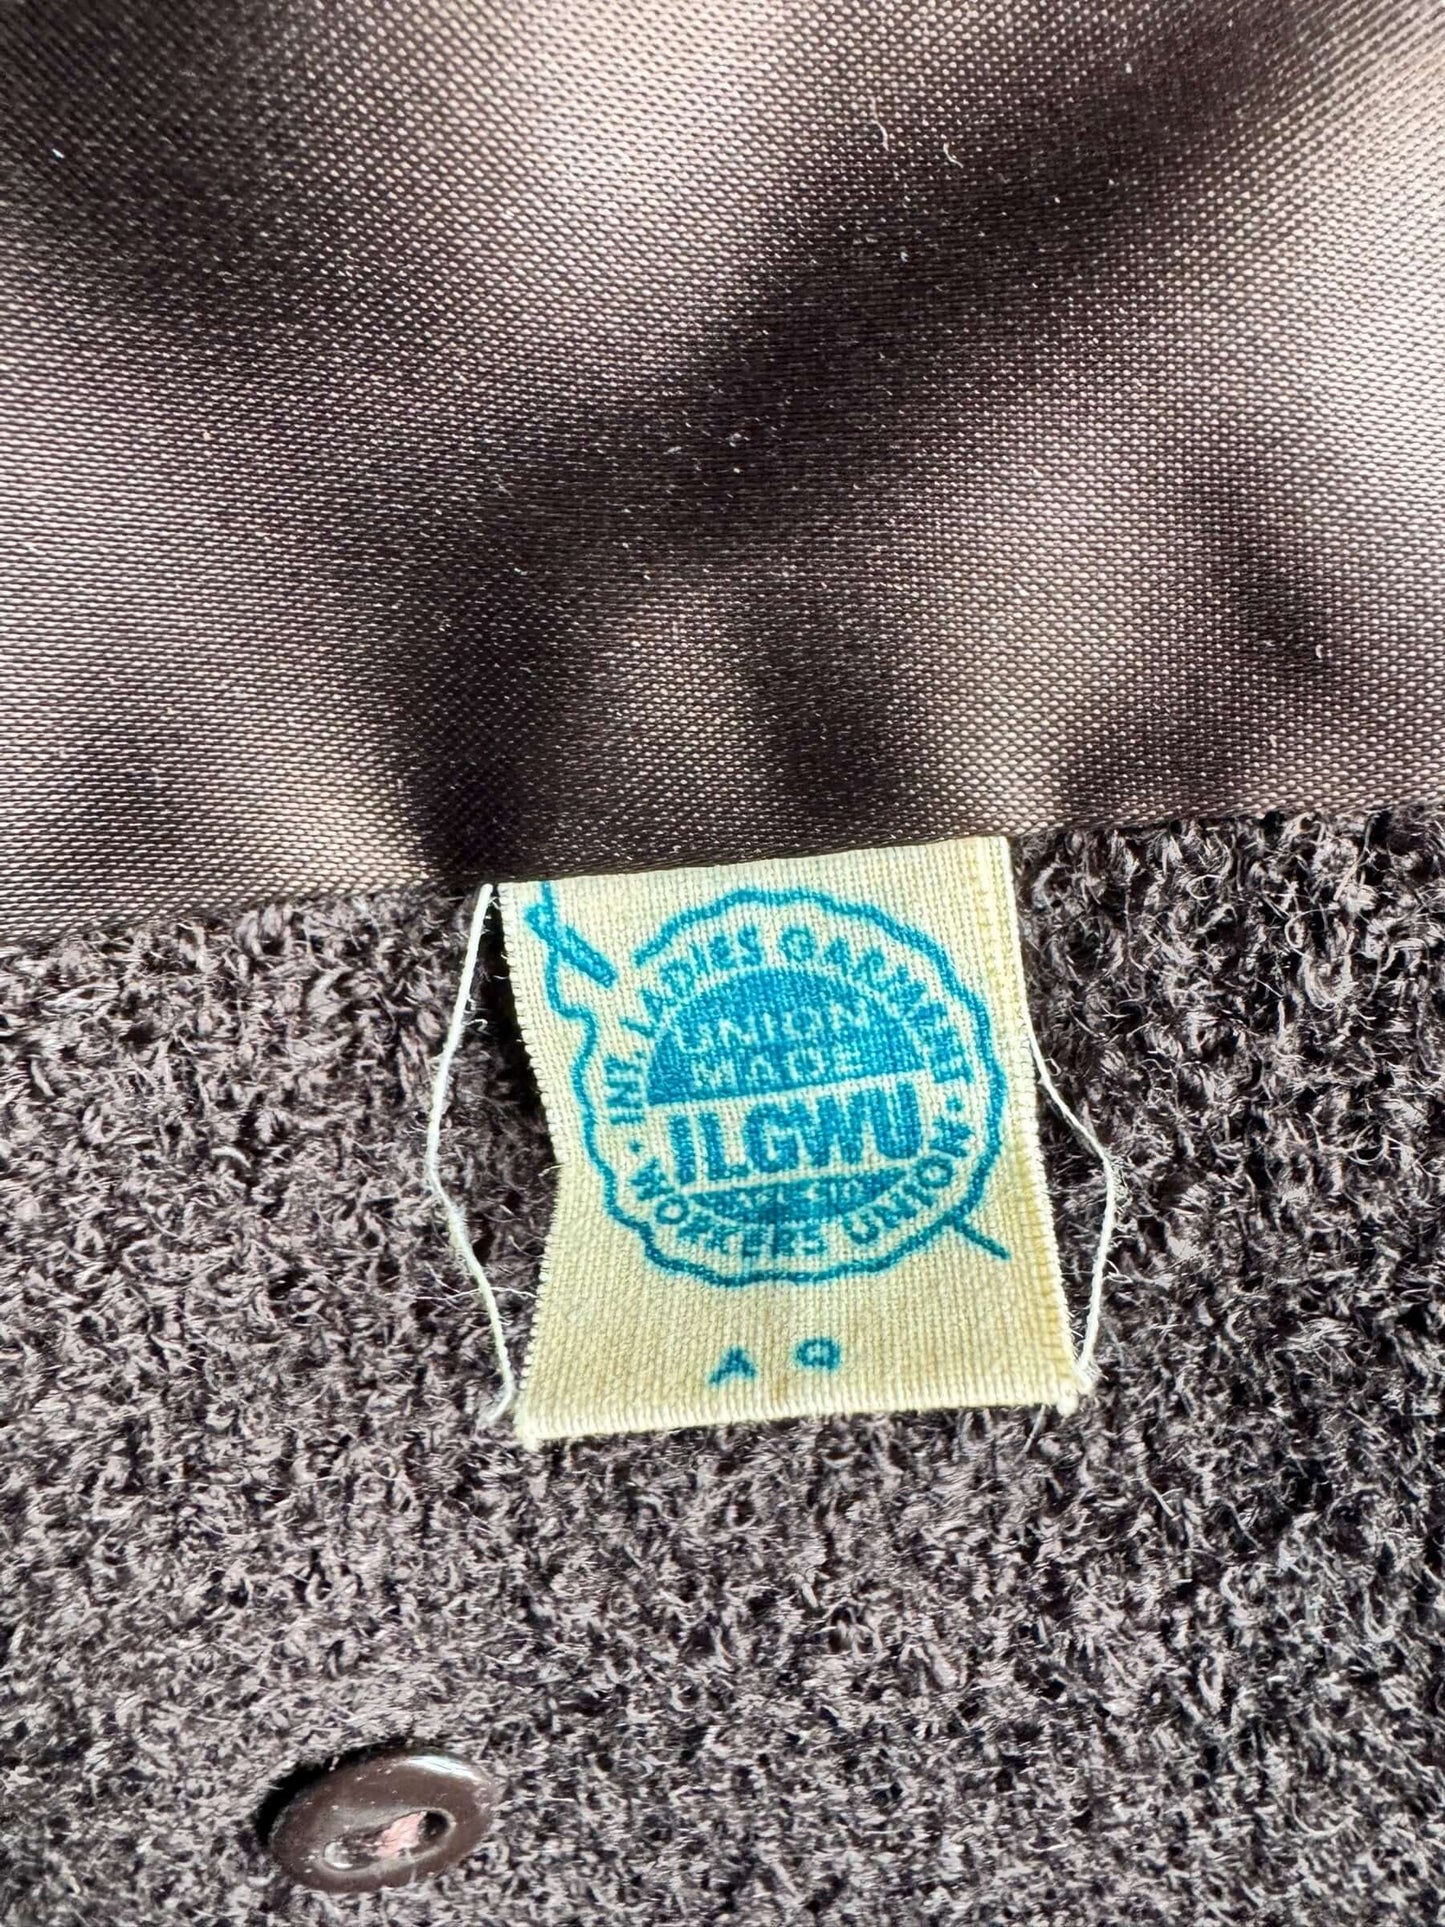 INT. LADIES GARMENT
UNION
MADE
ILGWU
WORKERS UNION
A Q